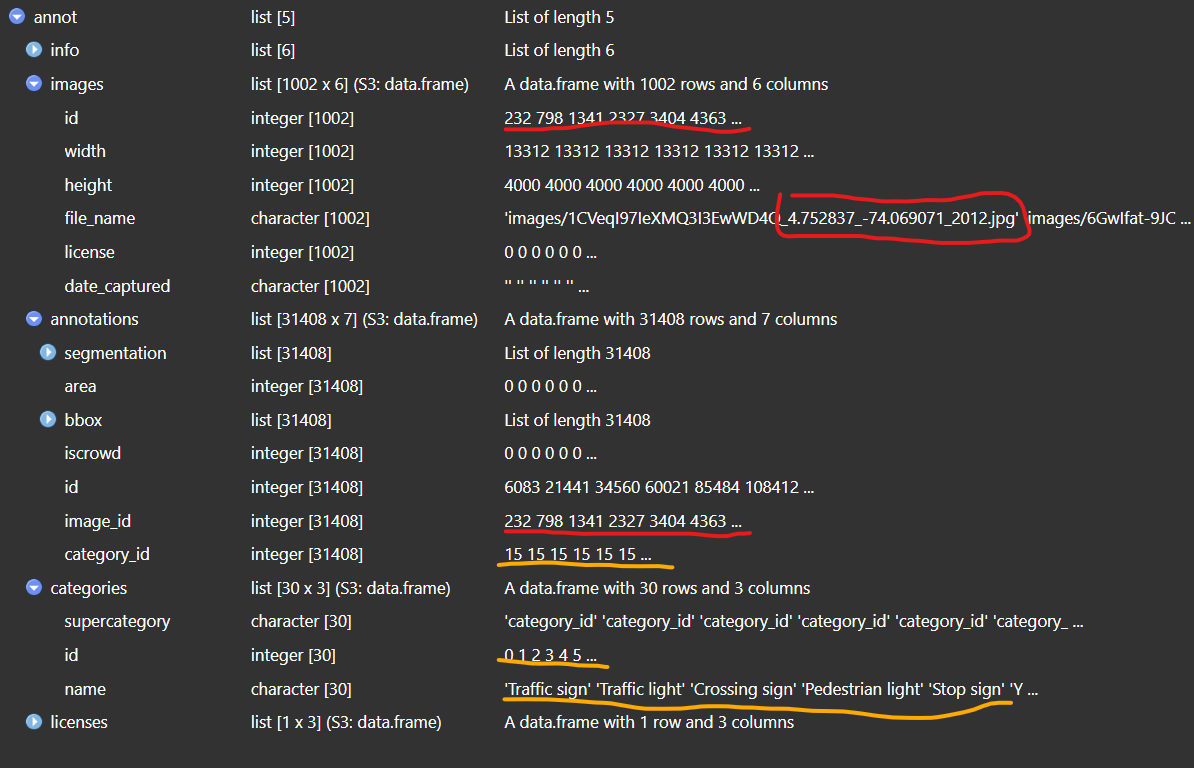 annot list [5] List of length 5
info list [6] List of length 6
images list [1002 x 6] (S3: data.frame) A data.frame with 1002 rows and 6 columns
id integer [1002] 232 798 1341 2327 3404 4363 ...
width integer [1002] 13312 13312 13312 13312 13312 13312 ...
height integer [1002] 4000 4000 4000 4000 4000 4000 ...
file_name character [1002] 'images/1CVeqI97IeXMQ3I3EwWD4Q_4.752837_-74.069071_2012.jpg' 'images/6GwIfat-9JC ...
license integer [1002] 0 0 0 0 0 0 ...
date_captured character [1002] '' '' '' '' '' '' ...
annotations list [31408 x 7] (S3: data.frame) A data.frame with 31408 rows and 7 columns
segmentation list [31408] List of length 31408
area integer [31408] 0 0 0 0 0 0 ...
bbox list [31408] List of length 31408
iscrowd integer [31408] 0 0 0 0 0 0 ...
id integer [31408] 6083 21441 34560 60021 85484 108412 ...
image_id integer [31408] 232 798 1341 2327 3404 4363 ...
category_id integer [31408] 15 15 15 15 15 15 ...
categories list [30 x 3] (S3: data.frame) A data.frame with 30 rows and 3 columns
supercategory character [30] 'category_id' 'category_id' 'category_id' 'category_id' 'category_id' 'category_ ...
id integer [30] 0 1 2 3 4 5 ...
name character [30] 'Traffic sign' 'Traffic light' 'Crossing sign' 'Pedestrian light' 'Stop sign' 'Y ...
licenses list [1 x 3] (S3: data.frame) A data.frame with 1 row and 3 columns